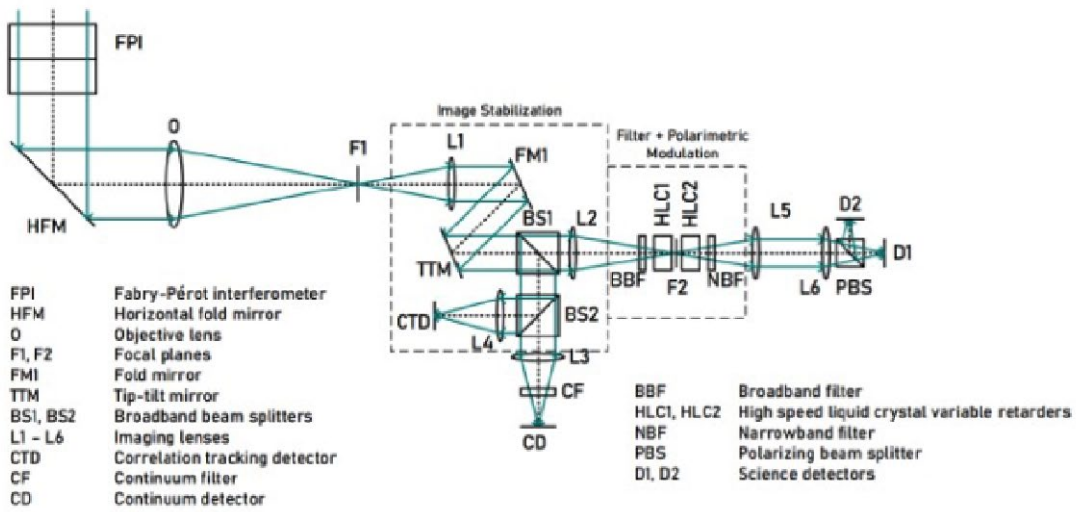 FPI
O
HFM
F1
Image Stabilization
L1
FM1
TTM
BS1
L2
BS2
CTD
L4
L3
CF
CD
Filter + Polarimetric
Modulation
HLC1
HLC2
BBF
F2
NBF
L5
L6
D2
D1
PBS
FPI Fabry-Pérot interferometer
HFM Horizontal fold mirror
O Objective lens
F1, F2 Focal planes
FM1 Fold mirror
TTM Tip-tilt mirror
BS1, BS2 Broadband beam splitters
L1 - L6 Imaging lenses
CTD Correlation tracking detector
CF Continuum filter
CD Continuum detector
BBF Broadband filter
HLC1, HLC2 High speed liquid crystal variable retarders
NBF Narrowband filter
PBS Polarizing beam splitter
D1, D2 Science detectors